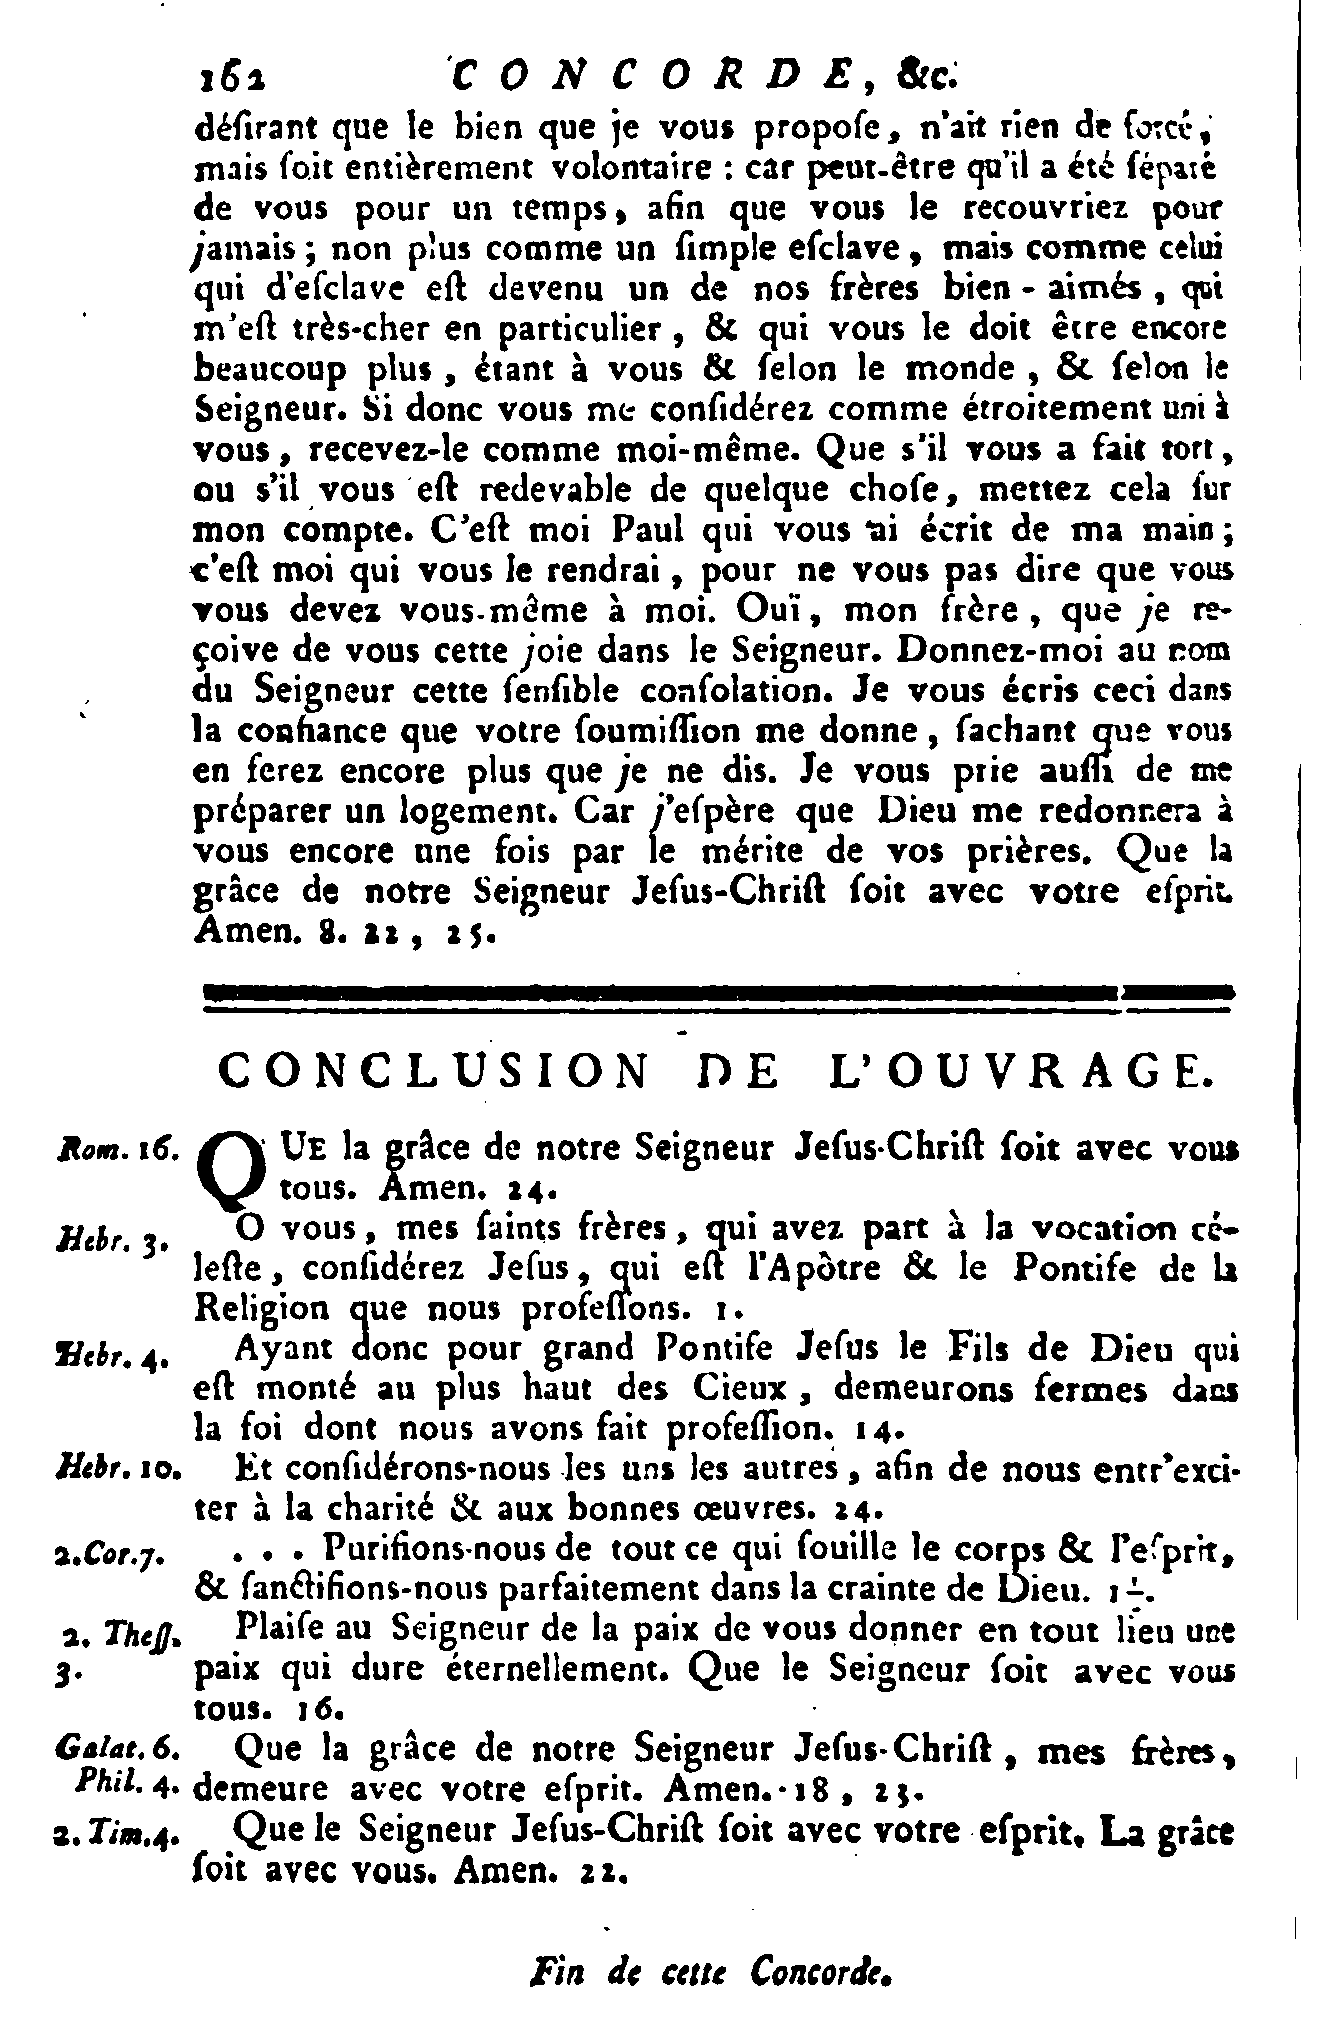 162 CONCORDE, &c.
déſirant que le bien que je vous propoſe, n'ait rien de forcé,
mais ſoit entièrement volontaire : car peut-être qu'il a été ſéparé
de vous pour un temps, afin que vous le recouvriez pour
jamais ; non plus comme un ſimple eſclave, mais comme celui
qui d'eſclave eſt devenu un de nos frères bien-aimés, qui
m'eſt très-cher en particulier, & qui vous le doit être encore
beaucoup plus, étant à vous & ſelon le monde, & ſelon le
Seigneur. Si donc vous me conſidérez comme étroitement uni à
vous, recevez-le comme moi-même. Que s'il vous a fait tort,
ou s'il vous eſt redevable de quelque choſe, mettez cela ſur
mon compte. C'eſt moi Paul qui vous ai écrit de ma main ;
c'eſt moi qui vous le rendrai, pour ne vous pas dire que vous
vous devez vous-même à moi. Ouï, mon frère, que je re-
çoive de vous cette joie dans le Seigneur. Donnez-moi au nom
du Seigneur cette ſenſible conſolation. Je vous écris ceci dans
la confiance que votre ſoumiſſion me donne, ſachant que vous
en ferez encore plus que je ne dis. Je vous prie auſſi de me
préparer un logement. Car j'eſpère que Dieu me redonnera à
vous encore une fois par le mérite de vos prières. Que la
grâce de notre Seigneur Jeſus-Chriſt ſoit avec votre eſprit.
Amen. 8. 22, 25.
CONCLUSION DE L'OUVRAGE.
Rom. 16. QUE la grâce de notre Seigneur Jeſus-Chriſt ſoit avec vous
tous. Amen. 24.
Hebr. 3. O vous, mes ſaints frères, qui avez part à la vocation cé-
leſte, conſidérez Jeſus, qui eſt l'Apôtre & le Pontife de la
Religion que nous profeſſons. 1.
Hebr. 4. Ayant donc pour grand Pontife Jeſus le Fils de Dieu qui
eſt monté au plus haut des Cieux, demeurons fermes dans
la foi dont nous avons fait profeſſion. 14.
Hebr. 10. Et conſidérons-nous les uns les autres, afin de nous entr'exci-
ter à la charité & aux bonnes œuvres. 24.
2. Cor. 7. . . . Purifions-nous de tout ce qui ſouille le corps & l'eſprit,
& ſanctifions-nous parfaitement dans la crainte de Dieu.
2. Theſſ. Plaiſe au Seigneur de la paix de vous donner en tout lieu une
3. paix qui dure éternellement. Que le Seigneur ſoit avec vous
tous. 16.
Galat. 6. Que la grâce de notre Seigneur Jeſus-Chriſt, mes frères,
Phil. 4. demeure avec votre eſprit. Amen. 18, 23.
2. Tim. 4. Que le Seigneur Jeſus-Chriſt ſoit avec votre eſprit. La grâce
ſoit avec vous. Amen. 22.
Fin de cette Concorde.